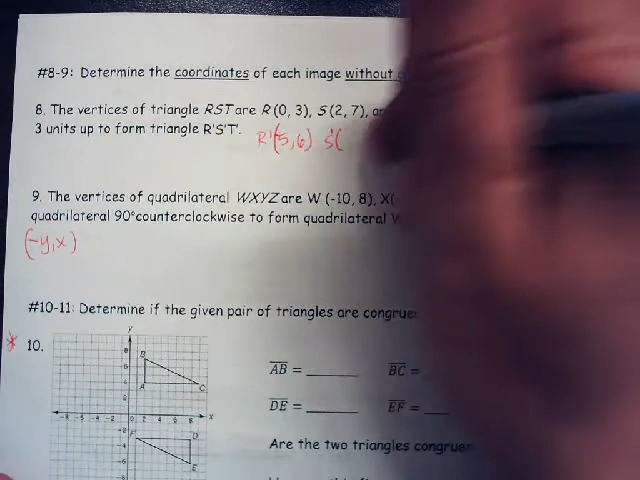 #8-9: Determine the coordinates of each image without
8. The vertices of triangle RST are R (0, 3), S (2, 7),
3 units up to form triangle R'S'T'.
R'(-5,6) S'(
9. The vertices of quadrilateral WXYZ are W (-10, 8), X(-
quadrilateral 90° counterclockwise to form quadrilateral
(-y,x)
#10-11: Determine if the given pair of triangles are congrue
* 10.
y
B
A
C
x
F
D
E
AB = ______ BC =
DE = ______ EF = ___
Are the two triangles congruen